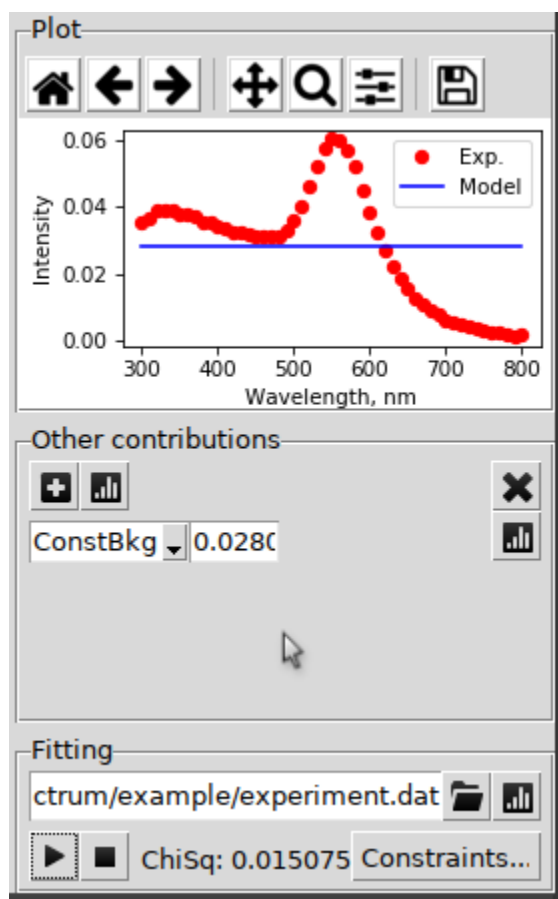 Plot
0.06
0.04
0.02
0.00
Intensity
Exp.
Model
300 400 500 600 700 800
Wavelength, nm
Other contributions
ConstBkg 0.028
Fitting
ctrum/example/experiment.dat
ChiSq: 0.015075 Constraints...